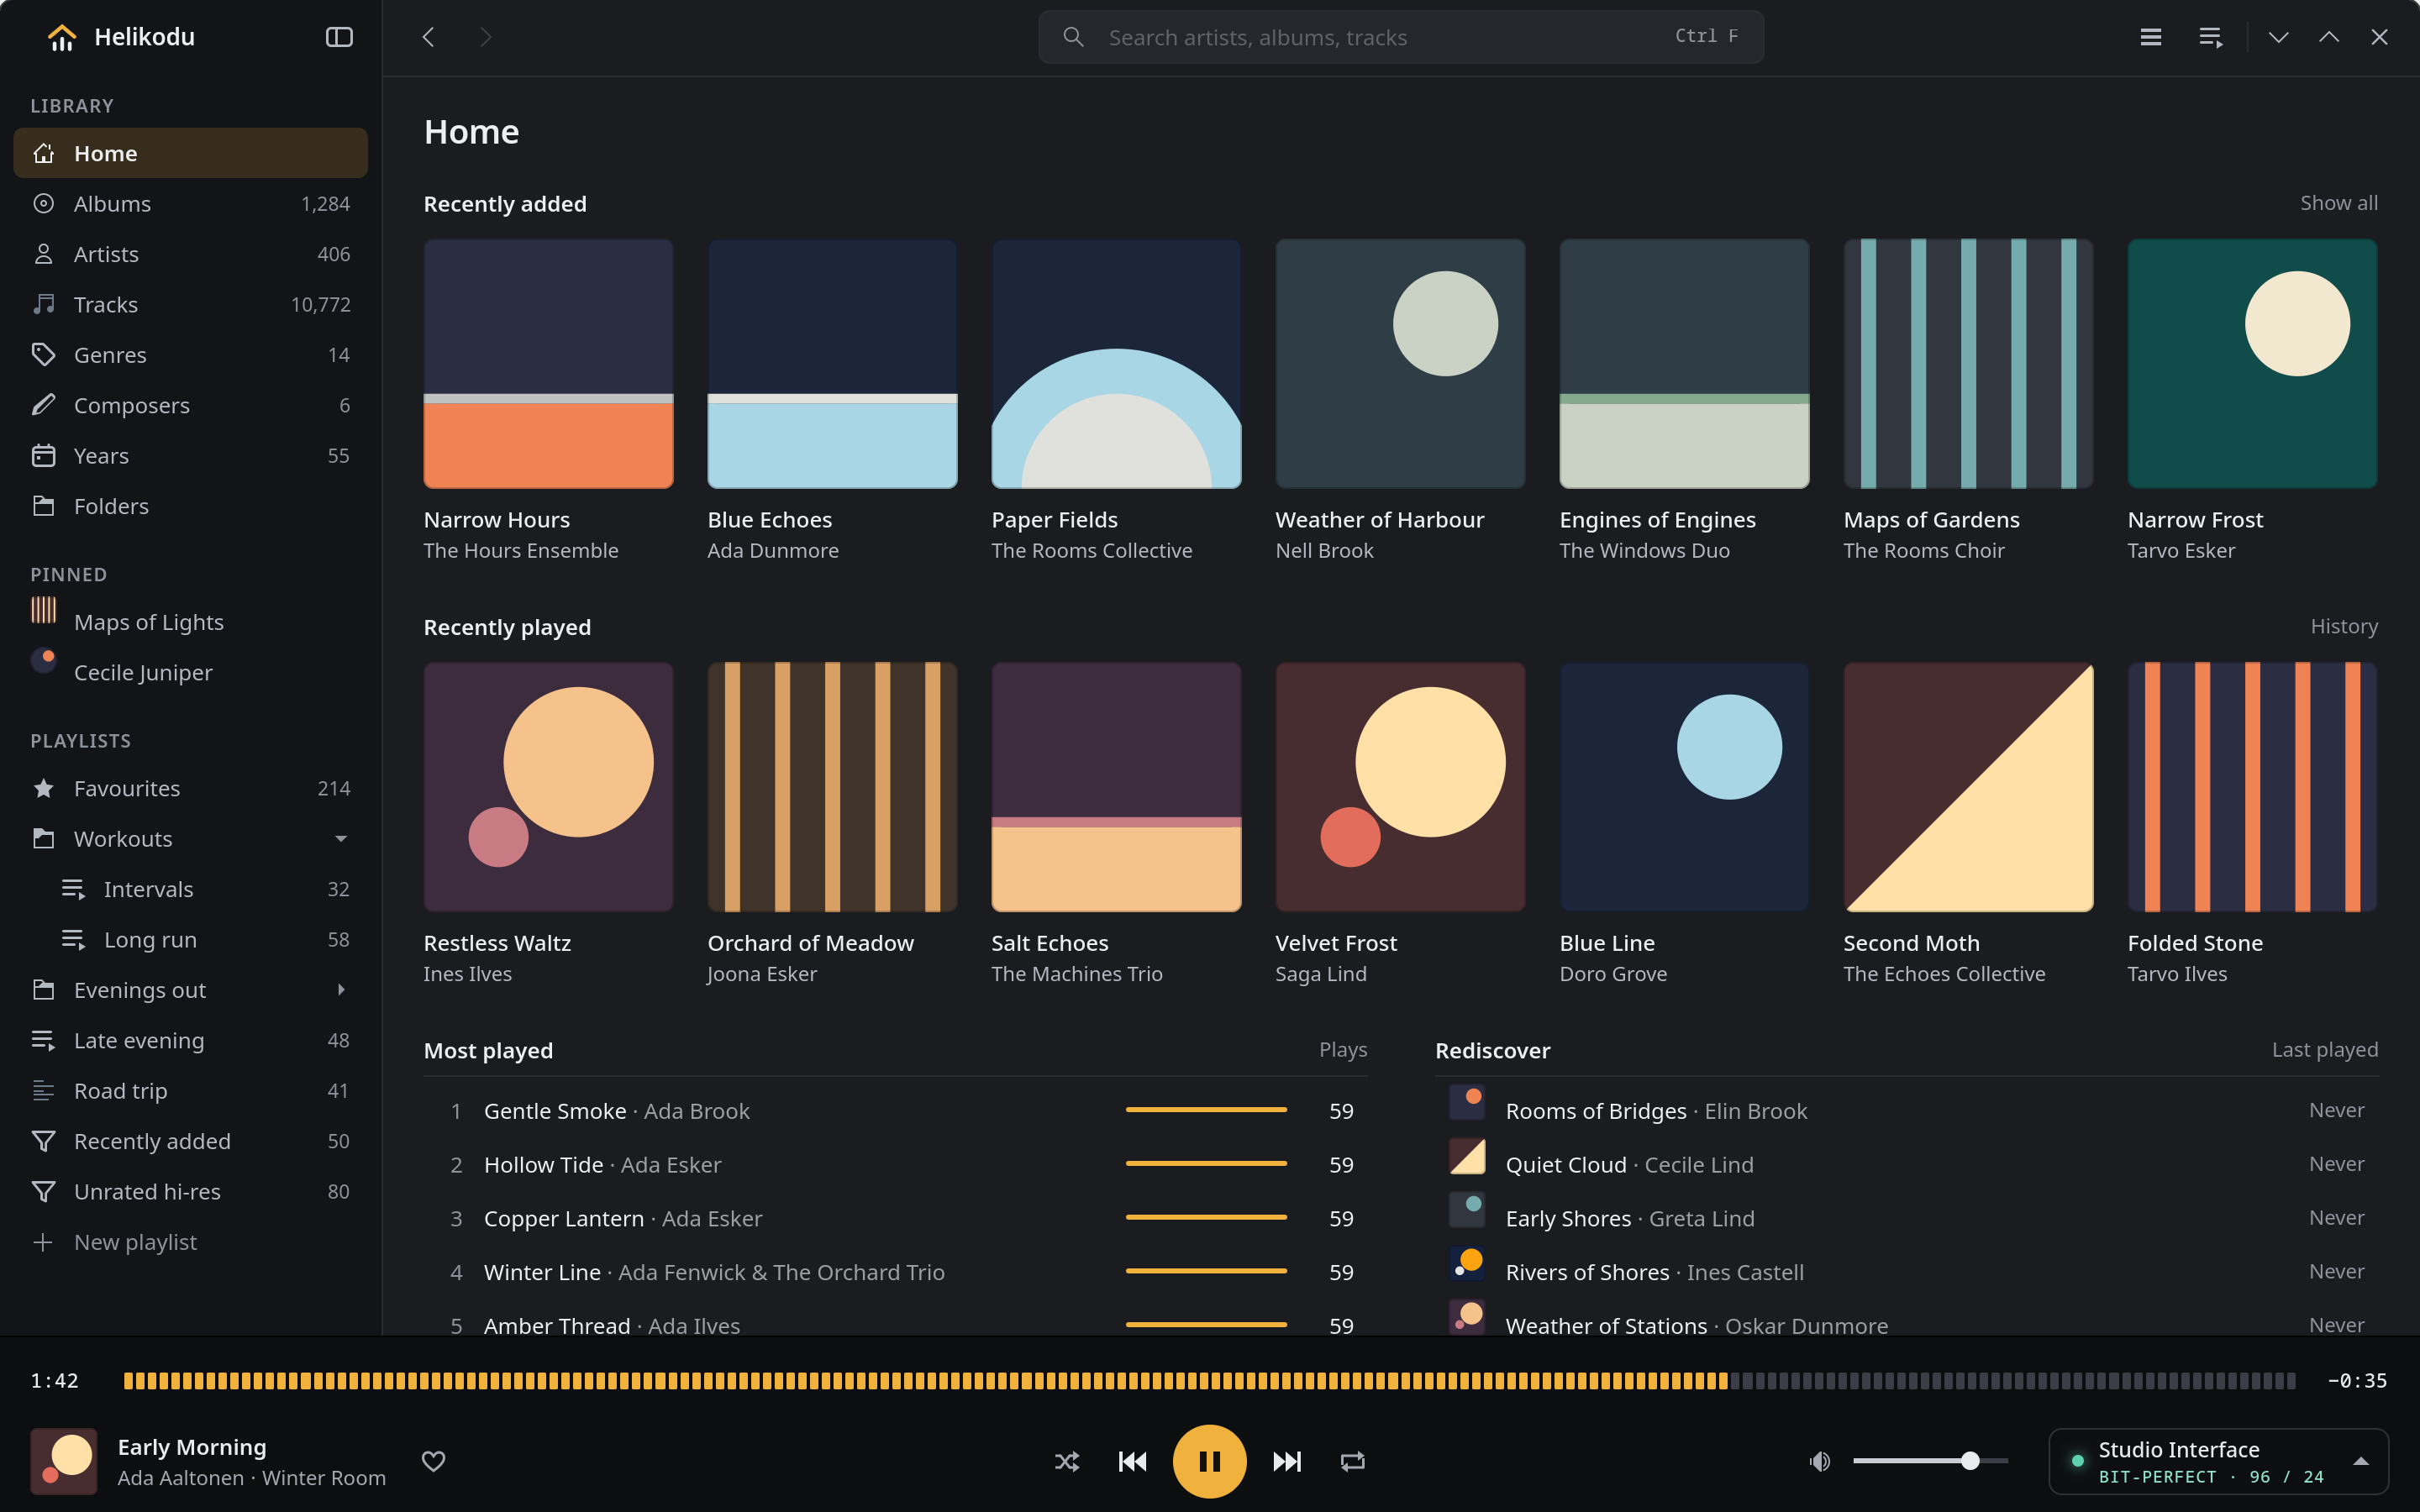 Helikodu
Search artists, albums, tracks
Ctrl F
LIBRARY
Home
Albums 1,284
Artists 406
Tracks 10,772
Genres 14
Composers 6
Years 55
Folders
PINNED
Maps of Lights
Cecile Juniper
PLAYLISTS
Favourites 214
Workouts
Intervals 32
Long run 58
Evenings out
Late evening 48
Road trip 41
Recently added 50
Unrated hi-res 80
New playlist
Home
Recently added
Show all
Narrow Hours
The Hours Ensemble
Blue Echoes
Ada Dunmore
Paper Fields
The Rooms Collective
Weather of Harbour
Nell Brook
Engines of Engines
The Windows Duo
Maps of Gardens
The Rooms Choir
Narrow Frost
Tarvo Esker
Recently played
History
Restless Waltz
Ines Ilves
Orchard of Meadow
Joona Esker
Salt Echoes
The Machines Trio
Velvet Frost
Saga Lind
Blue Line
Doro Grove
Second Moth
The Echoes Collective
Folded Stone
Tarvo Ilves
Most played
Plays
1 Gentle Smoke · Ada Brook 59
2 Hollow Tide · Ada Esker 59
3 Copper Lantern · Ada Esker 59
4 Winter Line · Ada Fenwick & The Orchard Trio 59
5 Amber Thread · Ada Ilves 59
Rediscover
Last played
Rooms of Bridges · Elin Brook Never
Quiet Cloud · Cecile Lind Never
Early Shores · Greta Lind Never
Rivers of Shores · Ines Castell Never
Weather of Stations · Oskar Dunmore Never
1:42
−0:35
Early Morning
Ada Aaltonen · Winter Room
Studio Interface
BIT-PERFECT · 96 / 24